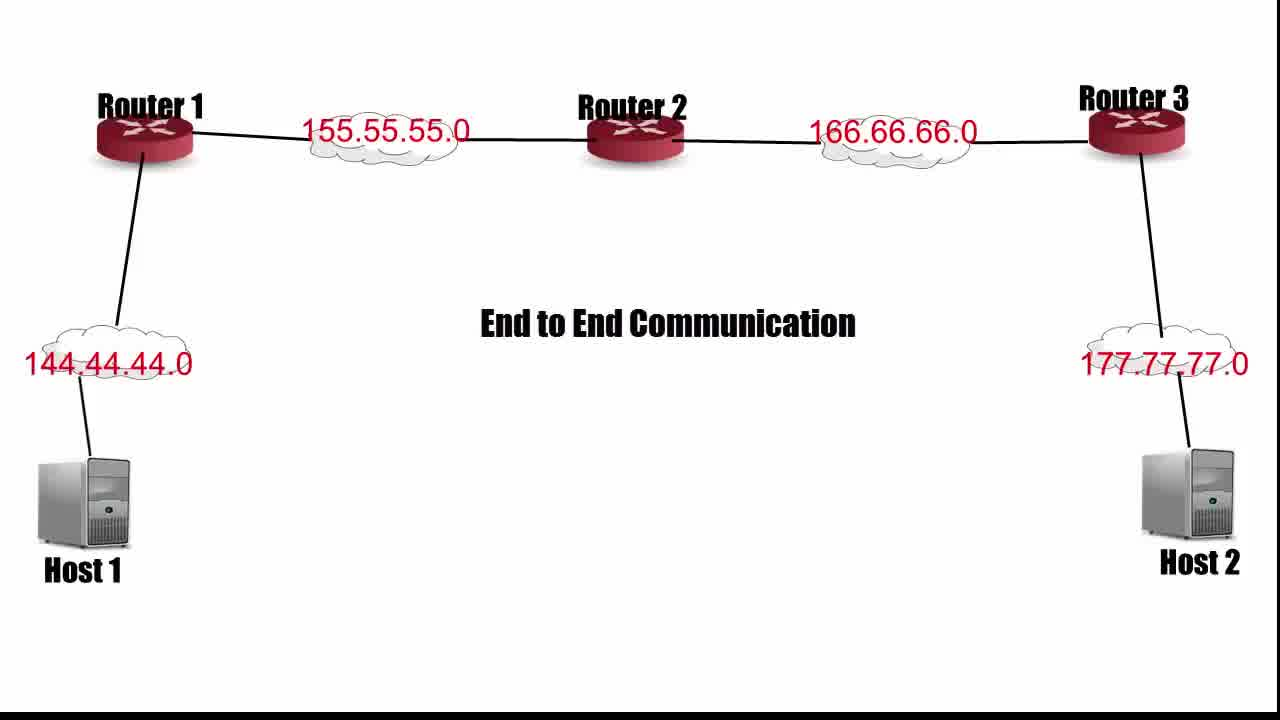 Router 1
155.55.55.0
Router 2
166.66.66.0
Router 3
End to End Communication
144.44.44.0
177.77.77.0
Host 1
Host 2